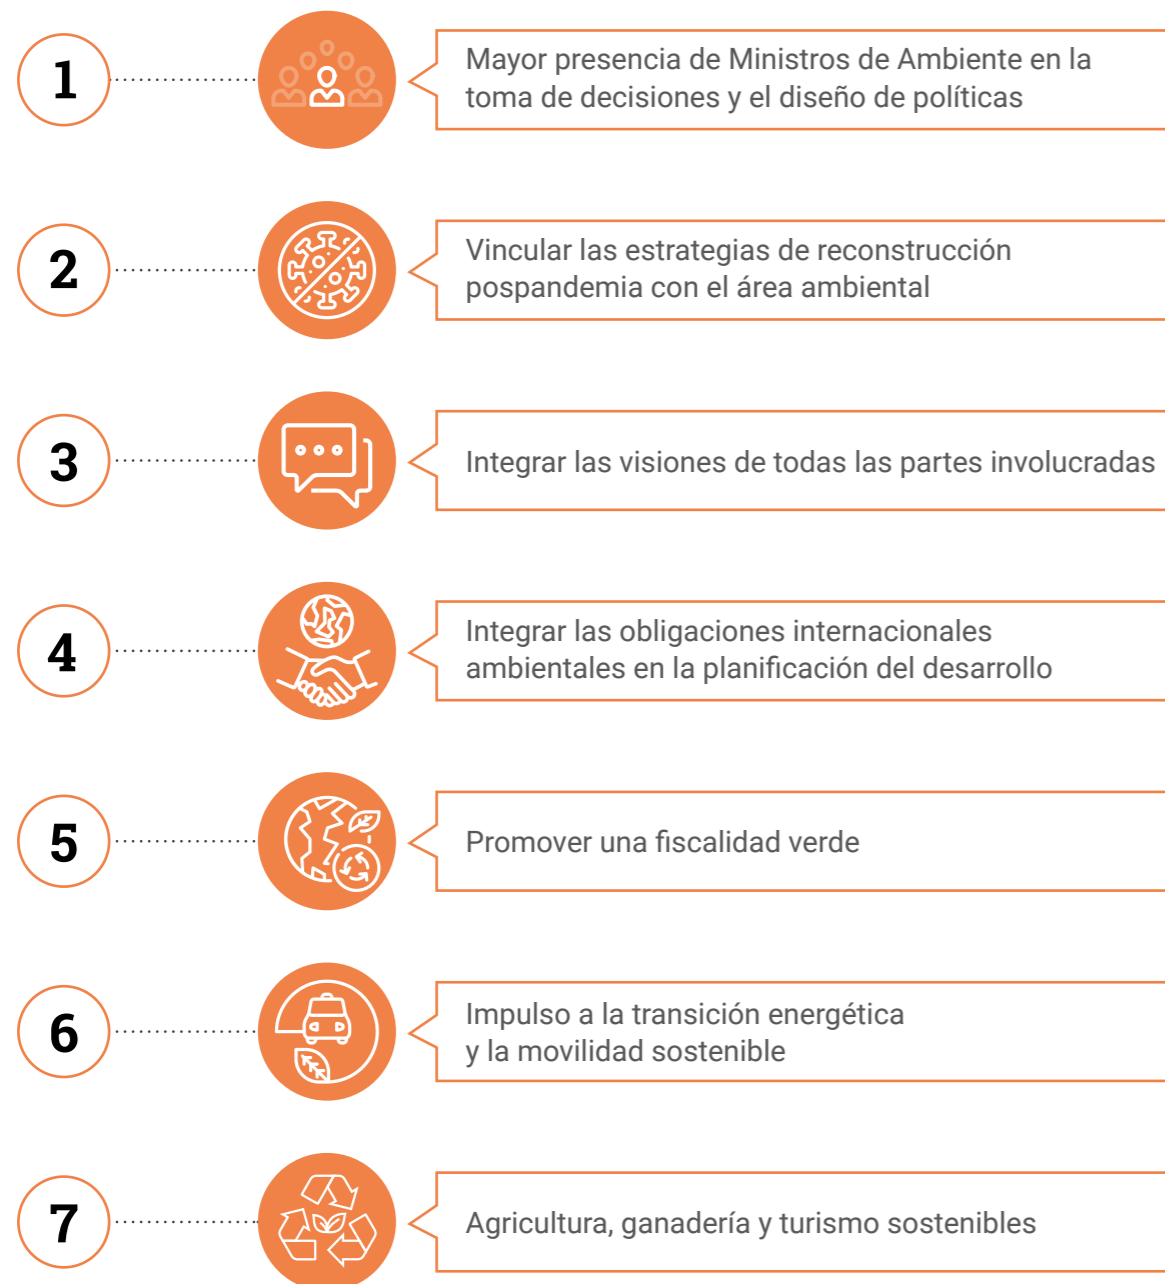 1
Mayor presencia de Ministros de Ambiente en la
toma de decisiones y el diseño de políticas
2
Vincular las estrategias de reconstrucción
pospandemia con el área ambiental
3
Integrar las visiones de todas las partes involucradas
4
Integrar las obligaciones internacionales
ambientales en la planificación del desarrollo
5
Promover una fiscalidad verde
6
Impulso a la transición energética
y la movilidad sostenible
7
Agricultura, ganadería y turismo sostenibles